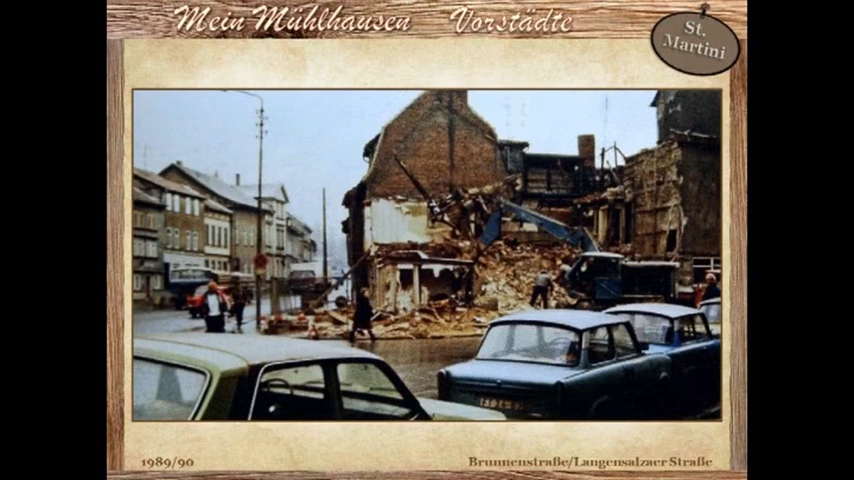 Mein Mühlhausen Vorstädte
St.
Martini
1989/90 Brunnenstraße/Langensalzaer Straße